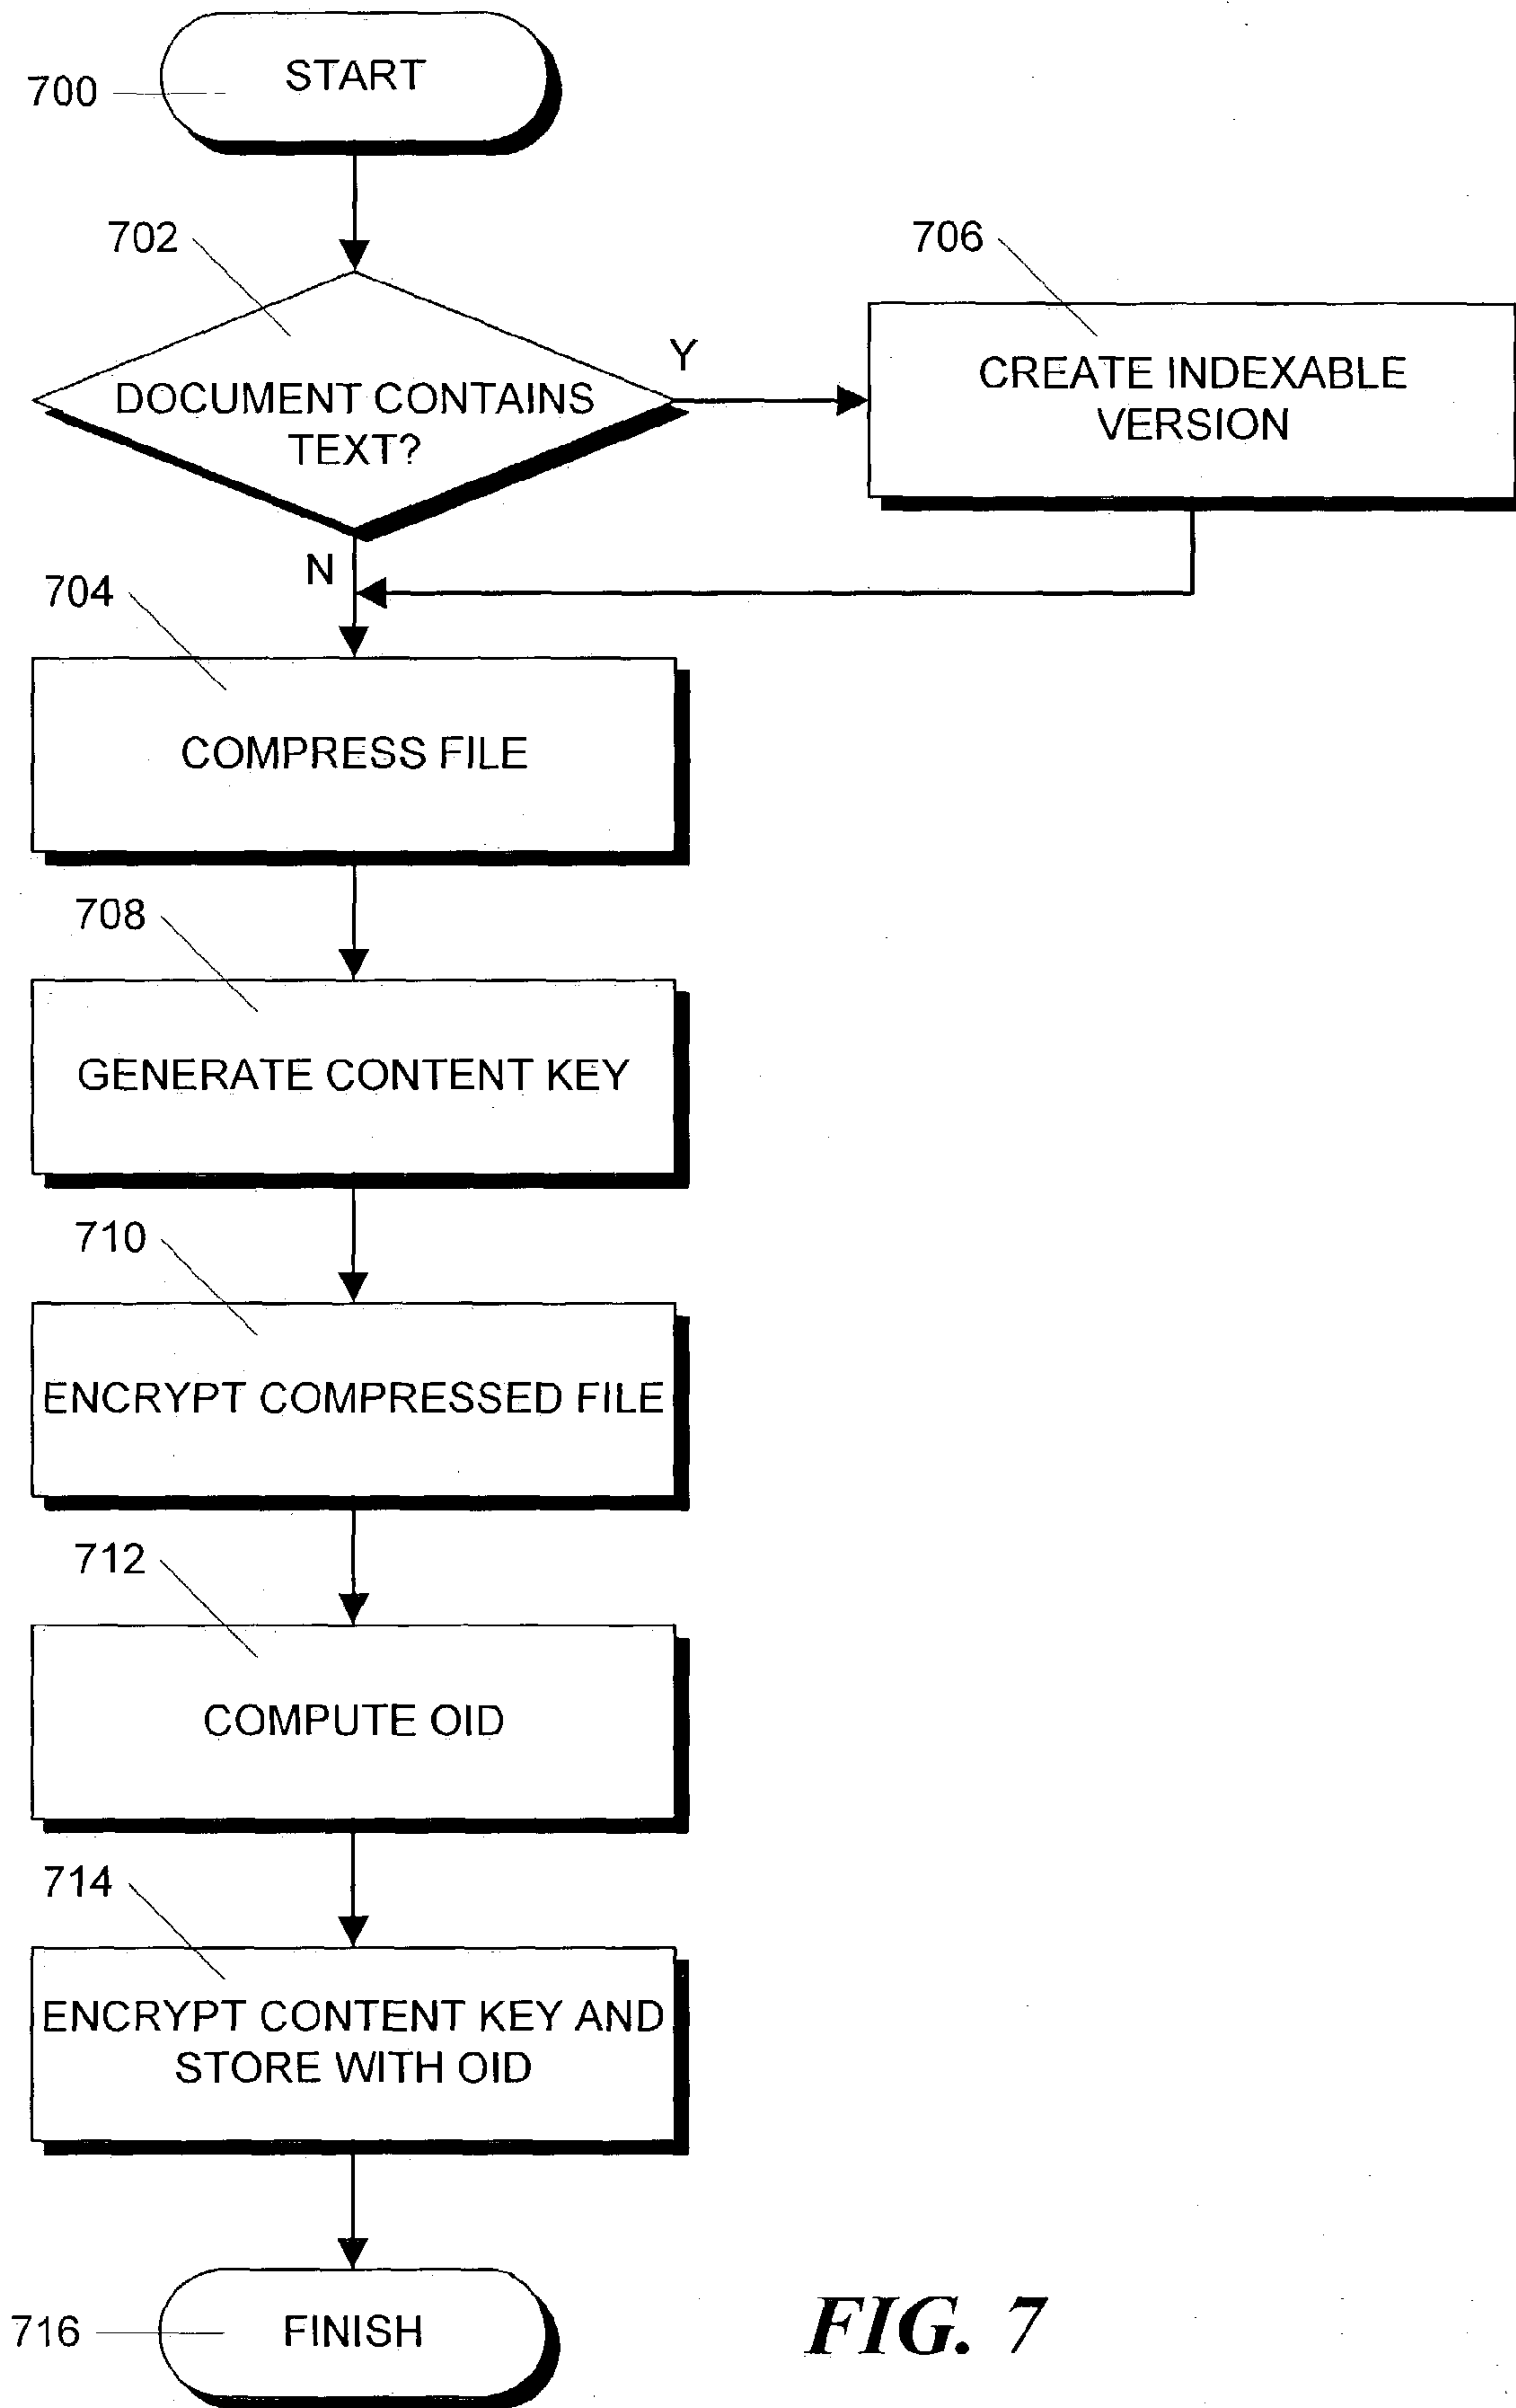 START
700
702
706
Y
CREATE INDEXABLE
VERSION
DOCUMENT CONTAINS
TEXT?
N
704
COMPRESS FILE
708
GENERATE CONTENT KEY
710
ENCRYPT COMPRESSED FILE
712
COMPUTE OID
714
ENCRYPT CONTENT KEY AND
STORE WITH OID
716
FINISH
FIG. 7